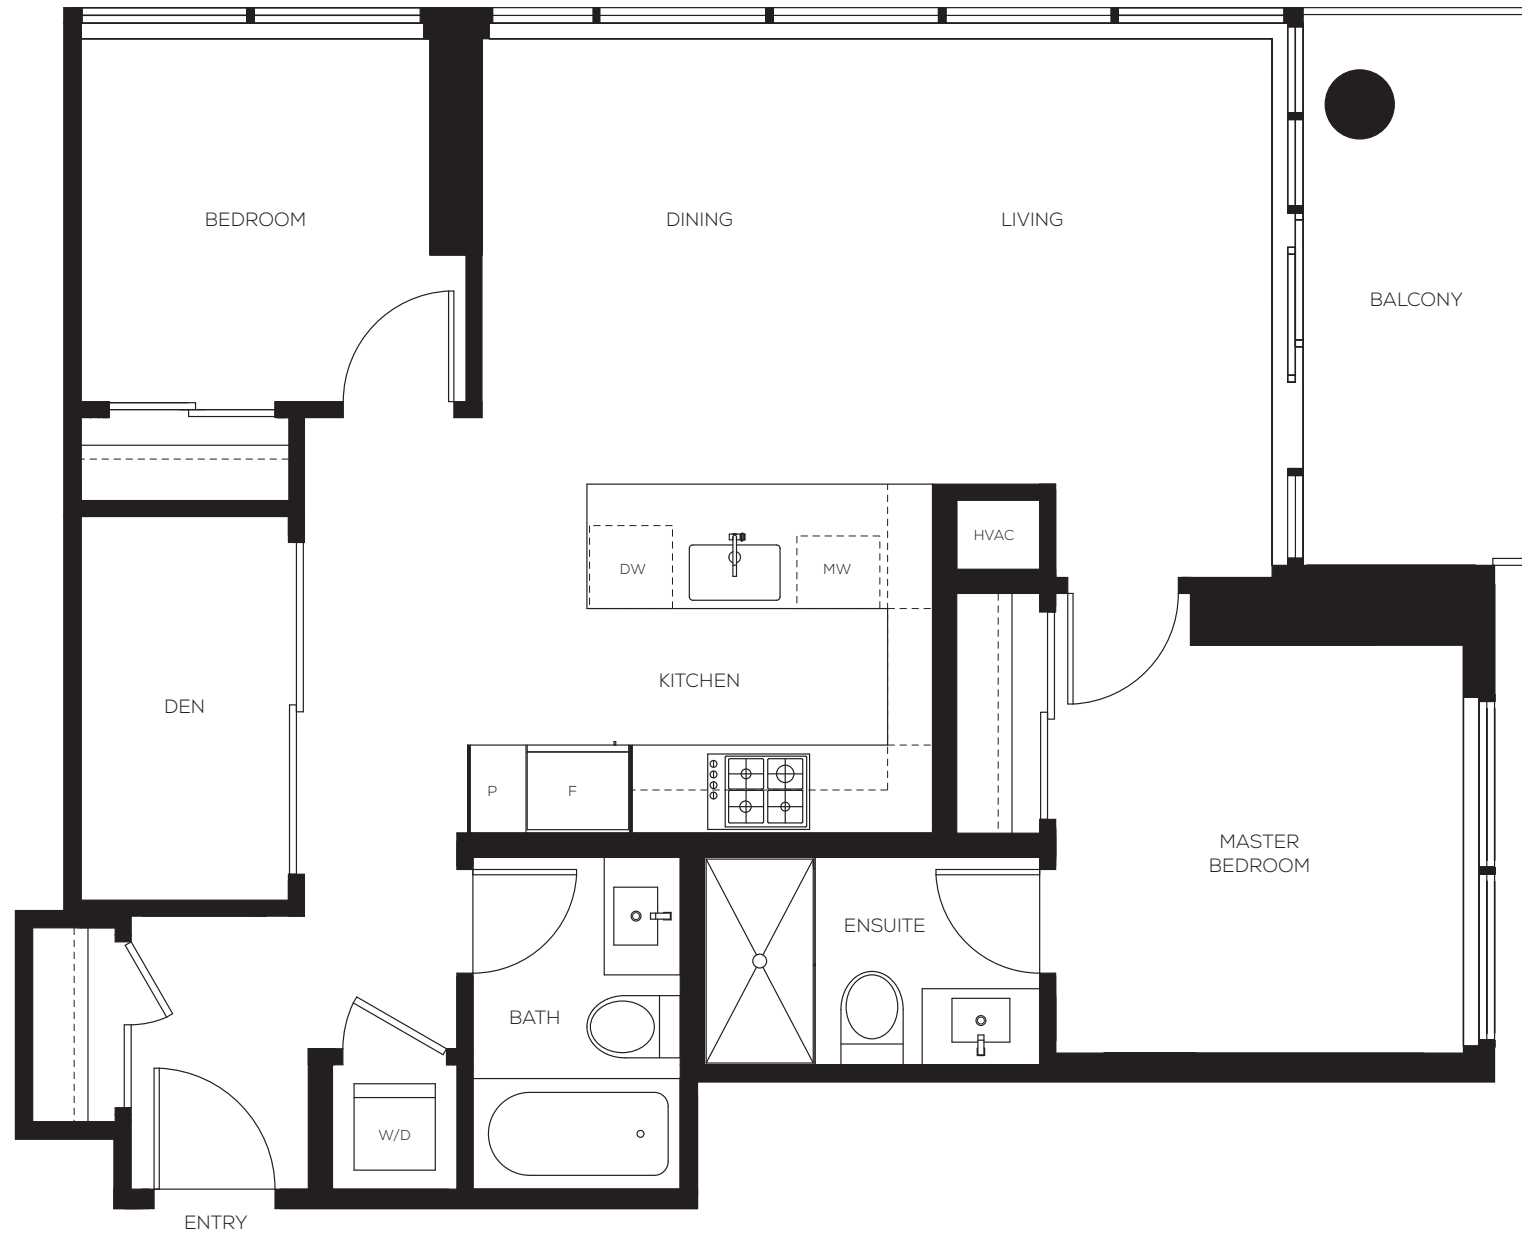 BEDROOM
DINING
LIVING
BALCONY
HVAC
DW
MW
KITCHEN
DEN
P
F
MASTER
BEDROOM
ENSUITE
BATH
W/D
ENTRY